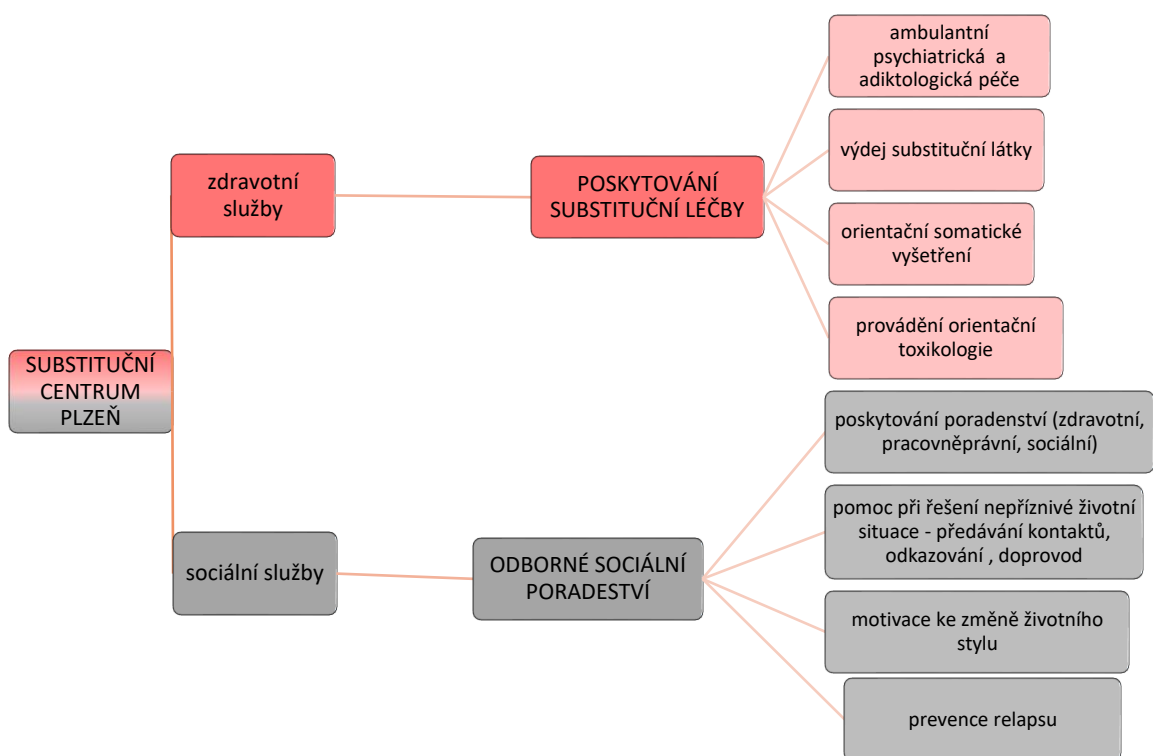 SUBSTITUČNÍ
CENTRUM
PLZEŇ
zdravotní
služby
POSKYTOVÁNÍ
SUBSTITUČNÍ LÉČBY
ambulantní
psychiatrická a
adiktologická péče
výdej substituční látky
orientační somatické
vyšetření
provádění orientační
toxikologie
sociální služby
ODBORNÉ SOCIÁLNÍ
PORADESTVÍ
poskytování poradenství (zdravotní,
pracovněprávní, sociální)
pomoc při řešení nepříznivé životní
situace - předávání kontaktů,
odkazování , doprovod
motivace ke změně životního
stylu
prevence relapsu